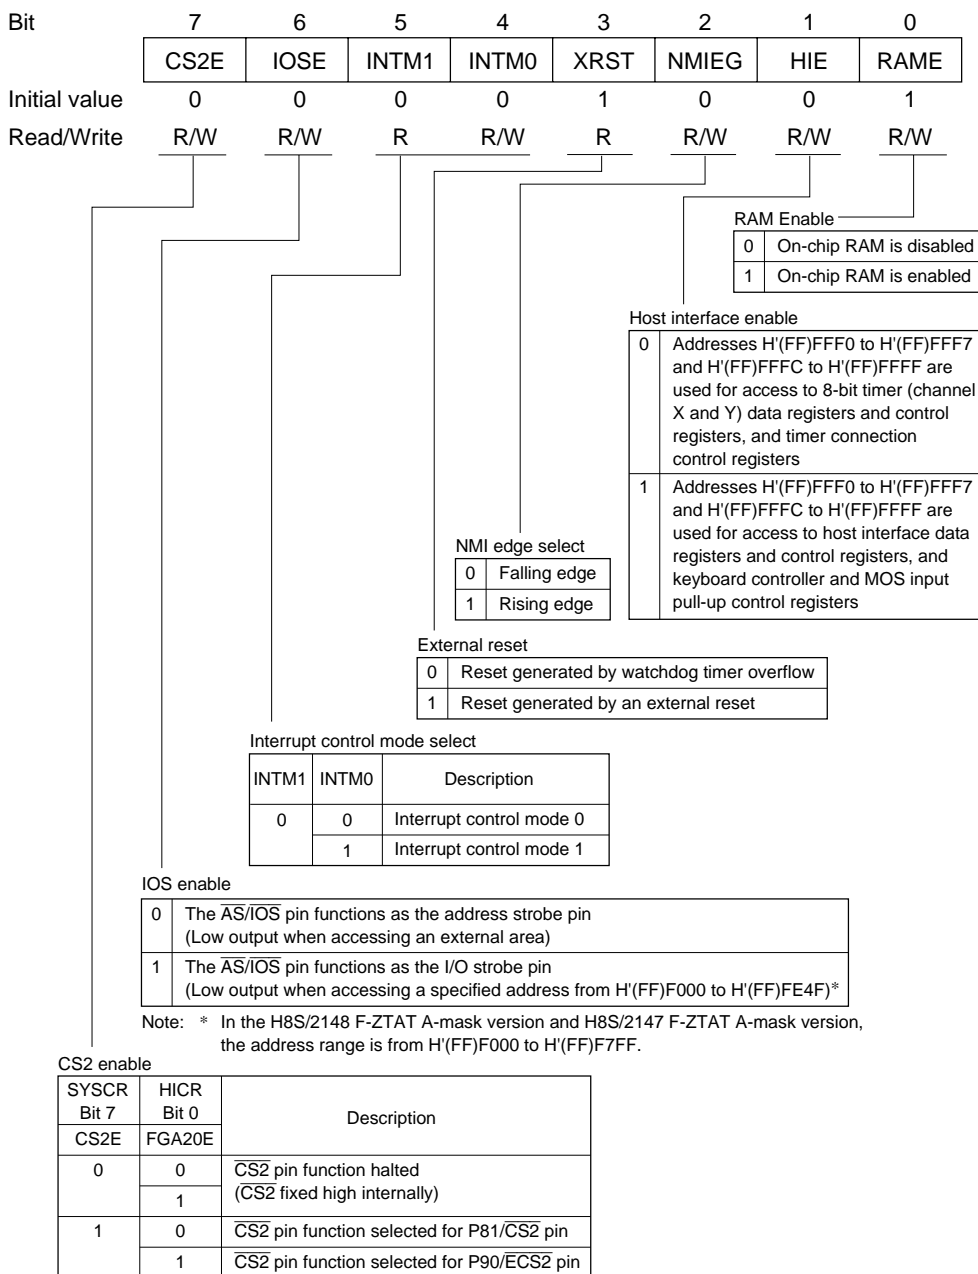 Bit 7 6 5 4 3 2 1 0
CS2E IOSE INTM1 INTM0 XRST NMIEG HIE RAME
Initial value 0 0 0 0 1 0 0 1
Read/Write R/W R/W R R/W R R/W R/W R/W
RAM Enable
0 On-chip RAM is disabled
1 On-chip RAM is enabled
Host interface enable
0 Addresses H'(FF)FFF0 to H'(FF)FFF7
and H'(FF)FFFC to H'(FF)FFFF are
used for access to 8-bit timer (channel
X and Y) data registers and control
registers, and timer connection
control registers
1 Addresses H'(FF)FFF0 to H'(FF)FFF7
and H'(FF)FFFC to H'(FF)FFFF are
used for access to host interface data
registers and control registers, and
keyboard controller and MOS input
pull-up control registers
NMI edge select
0 Falling edge
1 Rising edge
External reset
0 Reset generated by watchdog timer overflow
1 Reset generated by an external reset
Interrupt control mode select
INTM1 INTM0 Description
0 0 Interrupt control mode 0
1 Interrupt control mode 1
IOS enable
0 The A̅S̅/I̅O̅S̅ pin functions as the address strobe pin
(Low output when accessing an external area)
1 The A̅S̅/I̅O̅S̅ pin functions as the I/O strobe pin
(Low output when accessing a specified address from H'(FF)F000 to H'(FF)FE4F)*
Note: * In the H8S/2148 F-ZTAT A-mask version and H8S/2147 F-ZTAT A-mask version,
the address range is from H'(FF)F000 to H'(FF)F7FF.
CS2 enable
SYSCR HICR Description
Bit 7 Bit 0
CS2E FGA20E
0 0 C̅S̅2̅ pin function halted
1 (C̅S̅2̅ fixed high internally)
1 0 C̅S̅2̅ pin function selected for P81/C̅S̅2̅ pin
1 C̅S̅2̅ pin function selected for P90/E̅C̅S̅2̅ pin